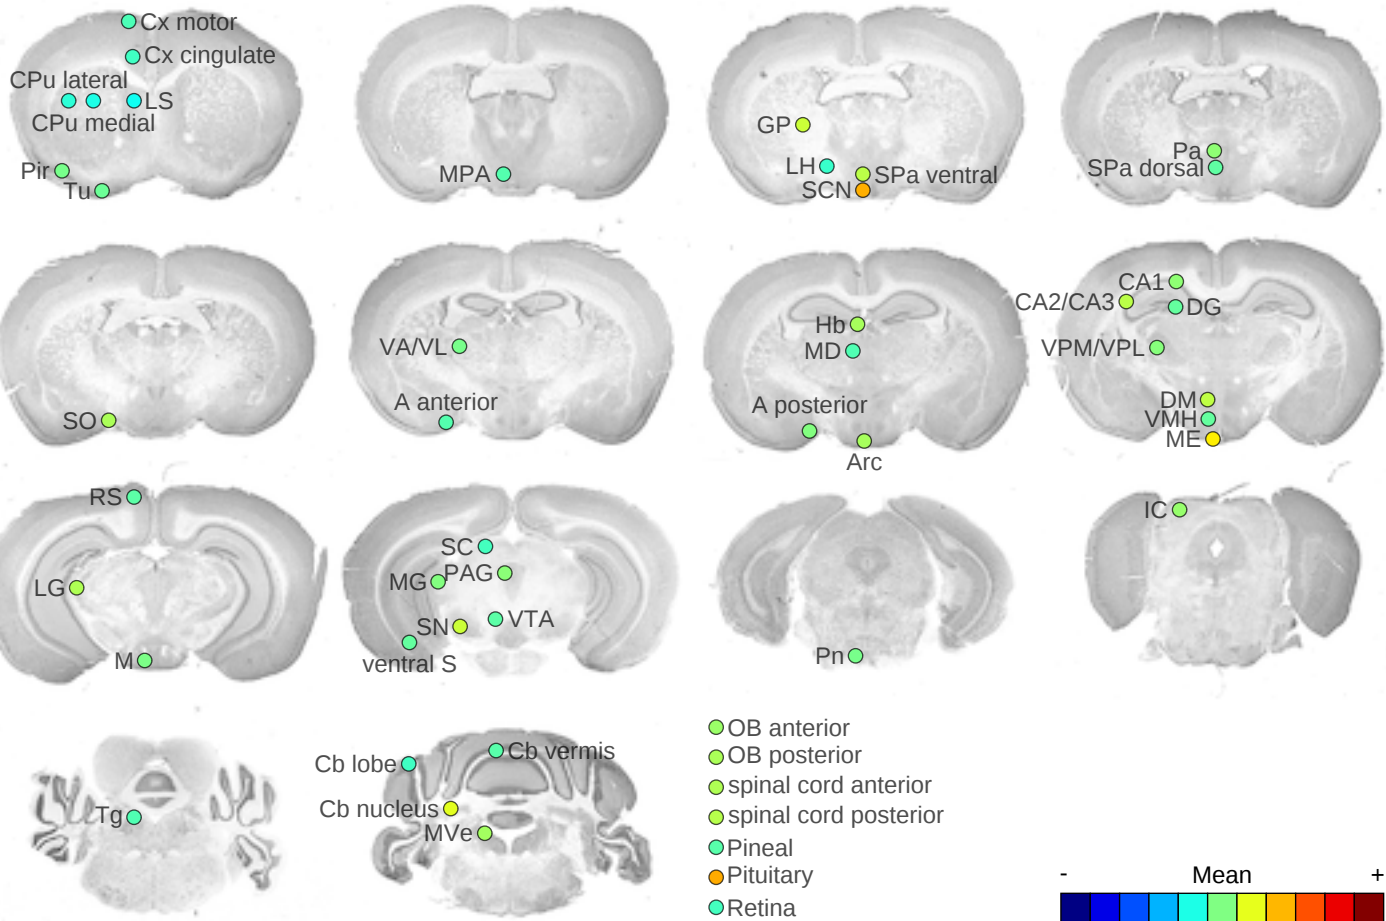 Cx motor
Cx cingulate
CPu lateral
LS
CPu medial
Pir
Tu
MPA
GP
LH
SPa ventral
SCN
Pa
SPa dorsal
SO
VA/VL
A anterior
Hb
MD
A posterior
Arc
CA1
CA2/CA3
DG
VPM/VPL
DM
VMH
ME
RS
LG
M
SC
MG
PAG
SN
VTA
ventral S
Pn
IC
Tg
Cb lobe
Cb vermis
Cb nucleus
MVe
OB anterior
OB posterior
spinal cord anterior
spinal cord posterior
Pineal
Pituitary
Retina
- Mean +